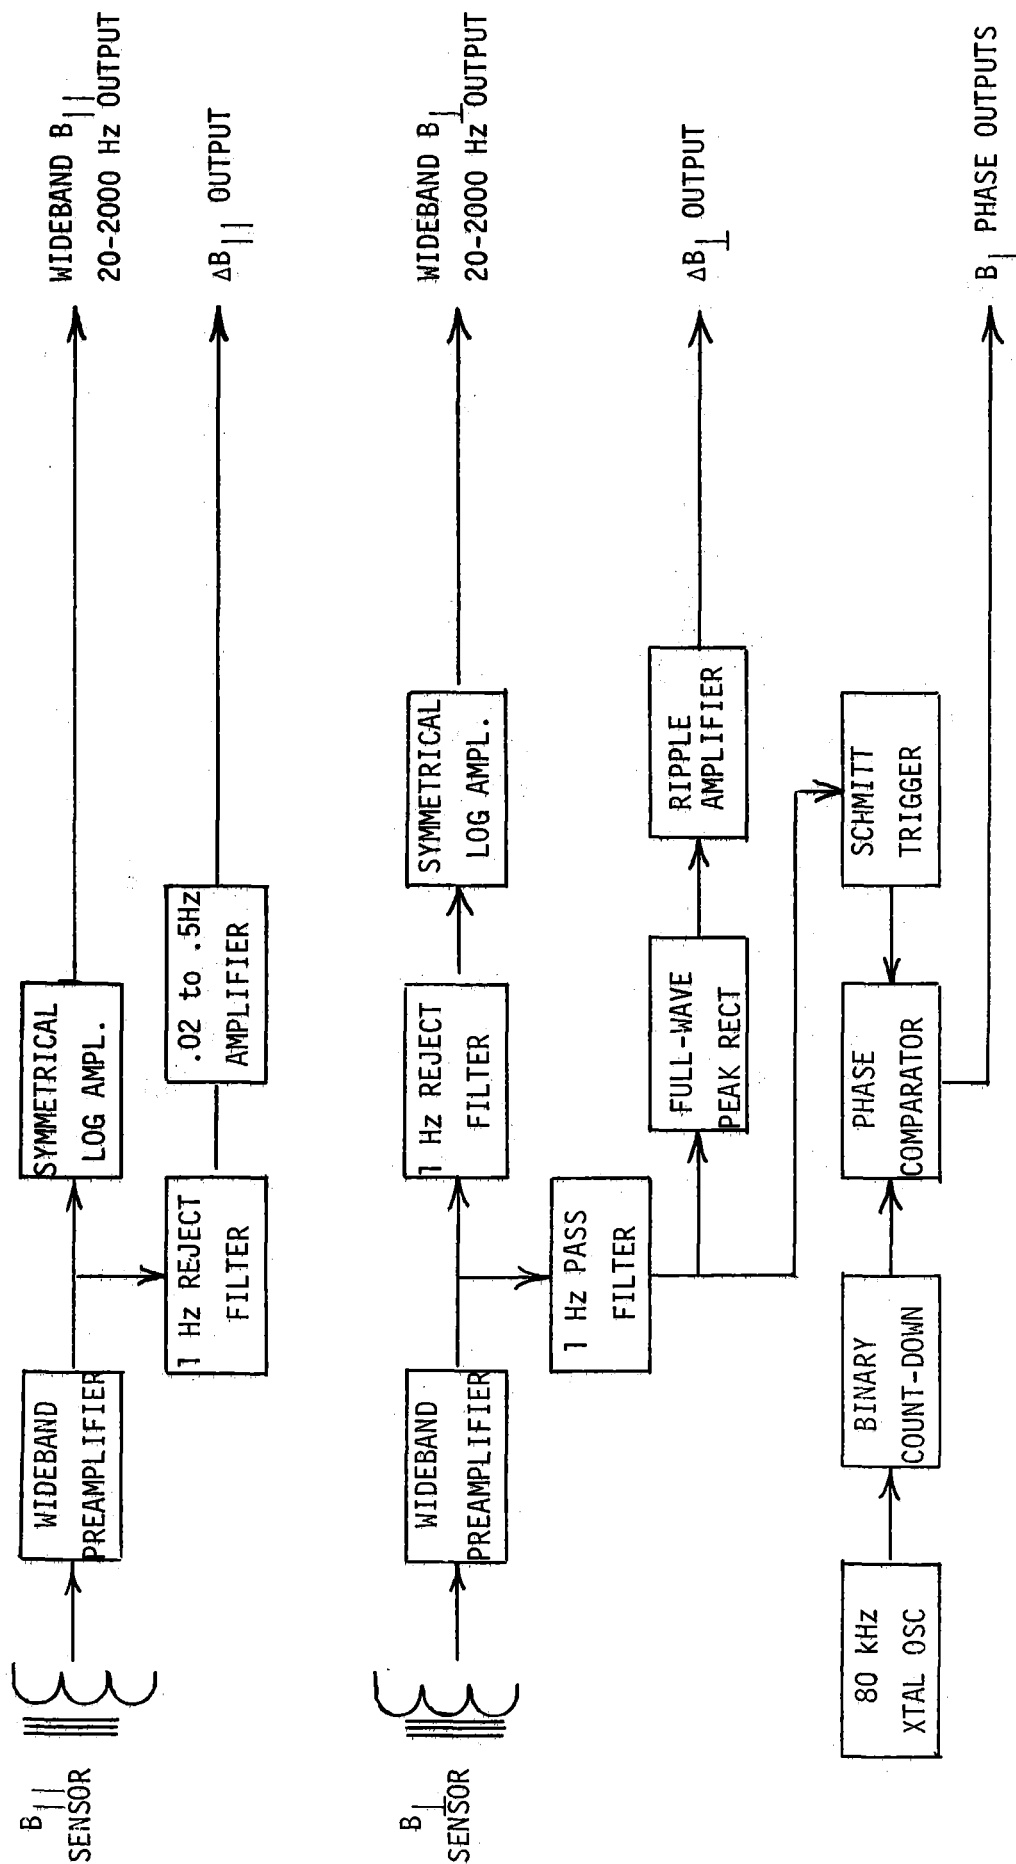 B||
SENSOR
WIDEBAND
PREAMPLIFIER
SYMMETRICAL
LOG AMPL.
WIDEBAND B||
20-2000 Hz OUTPUT
1 Hz REJECT
FILTER
.02 to .5Hz
AMPLIFIER
ΔB|| OUTPUT
B⊥
SENSOR
WIDEBAND
PREAMPLIFIER
1 Hz REJECT
FILTER
SYMMETRICAL
LOG AMPL.
WIDEBAND B⊥
20-2000 Hz OUTPUT
1 Hz PASS
FILTER
FULL-WAVE
PEAK RECT
RIPPLE
AMPLIFIER
ΔB⊥ OUTPUT
80 kHz
XTAL OSC
BINARY
COUNT-DOWN
PHASE
COMPARATOR
SCHMITT
TRIGGER
B⊥ PHASE OUTPUTS